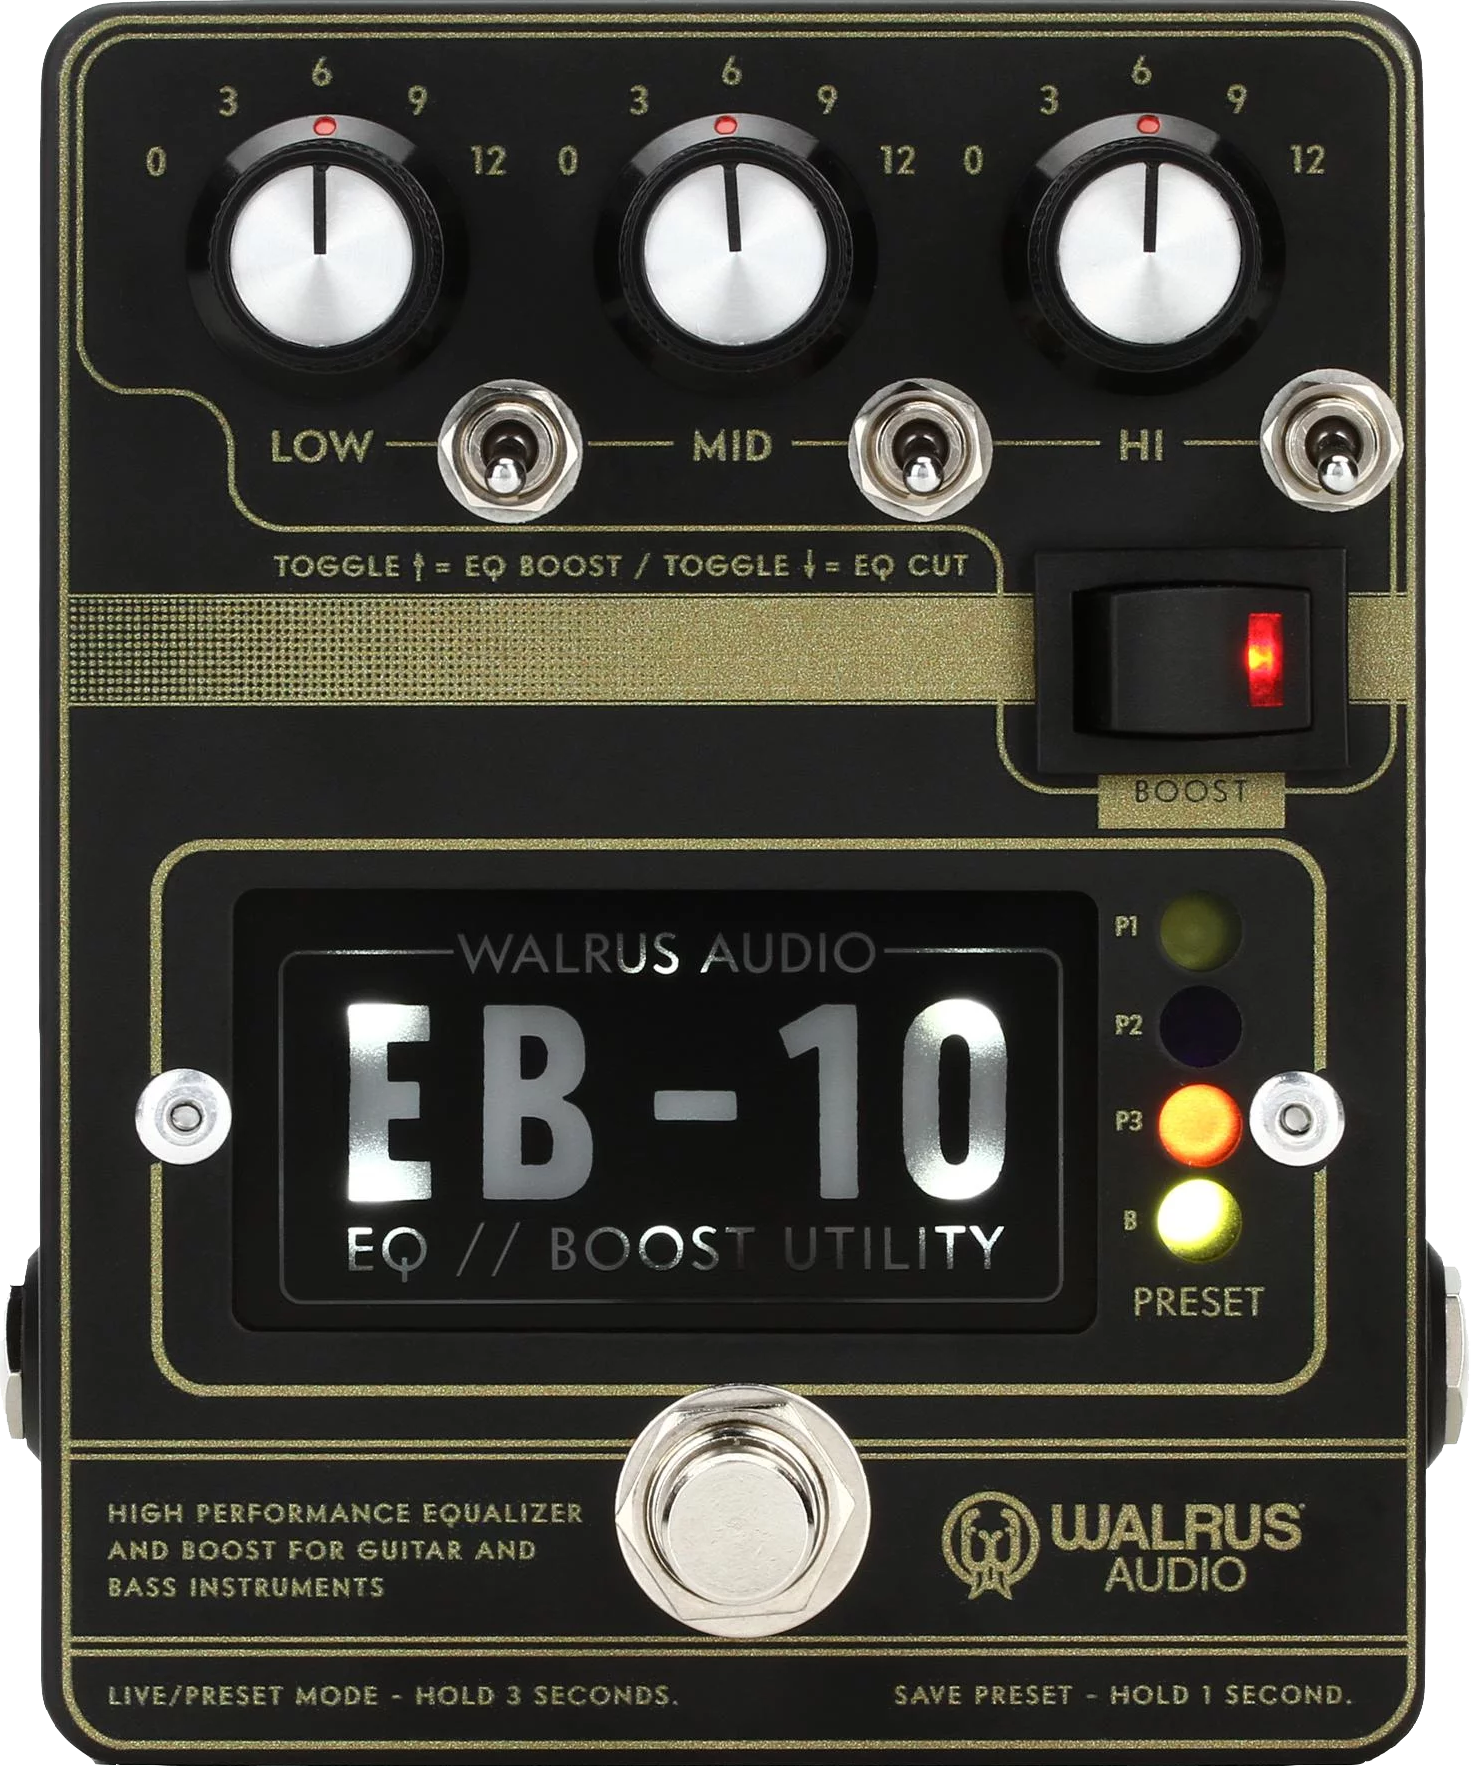 6 6 6
3 9 3 9 3 9
0 12 0 12 0 12
LOW MID HI
TOGGLE ↑ = EQ BOOST / TOGGLE ↓ = EQ CUT
BOOST
WALRUS AUDIO
EB-10
EQ // BOOST UTILITY
P1
P2
P3
B
PRESET
HIGH PERFORMANCE EQUALIZER
AND BOOST FOR GUITAR AND
BASS INSTRUMENTS
WALRUS
AUDIO
LIVE/PRESET MODE - HOLD 3 SECONDS.
SAVE PRESET - HOLD 1 SECOND.